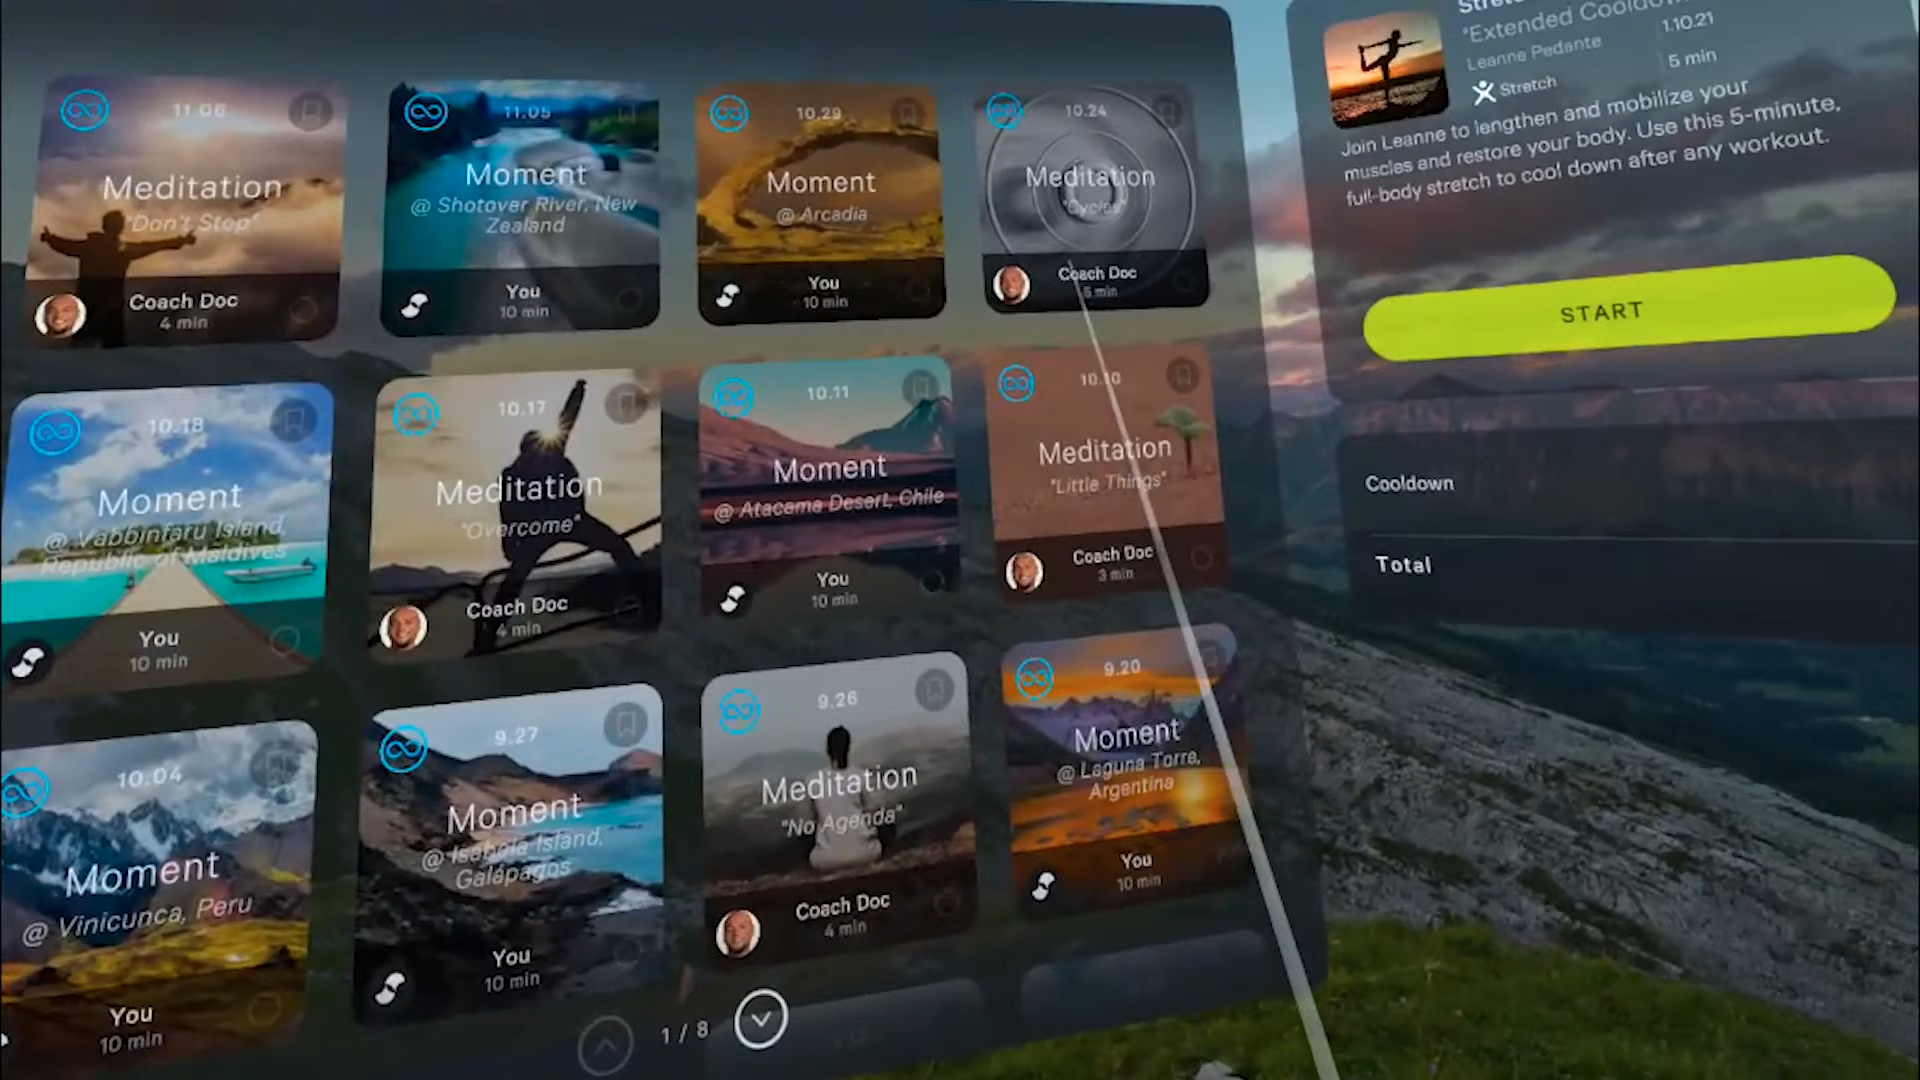 11.06
Meditation
"Don't Stop"
Coach Doc
4 min
11.05
Moment
@ Shotover River, New
Zealand
You
10 min
10.29
Moment
@ Arcadia
You
10 min
10.24
Meditation
"Cycles"
Coach Doc
5 min
10.18
Moment
@ Vabbinfaru Island,
Republic of Maldives
You
10 min
10.17
Meditation
"Overcome"
Coach Doc
4 min
10.11
Moment
@ Atacama Desert, Chile
You
10 min
10.10
Meditation
"Little Things"
Coach Doc
3 min
10.04
Moment
@ Vinicunca, Peru
You
10 min
9.27
Moment
@ Isabela Island,
Galápagos
You
10 min
9.26
Meditation
"No Agenda"
Coach Doc
4 min
9.20
Moment
@ Laguna Torre,
Argentina
You
10 min
1 / 8
"Extended Cooldown
Leanne Pedante
1.10.21
5 min
Stretch
Join Leanne to lengthen and mobilize your
muscles and restore your body. Use this 5-minute,
full-body stretch to cool down after any workout.
START
Cooldown
Total